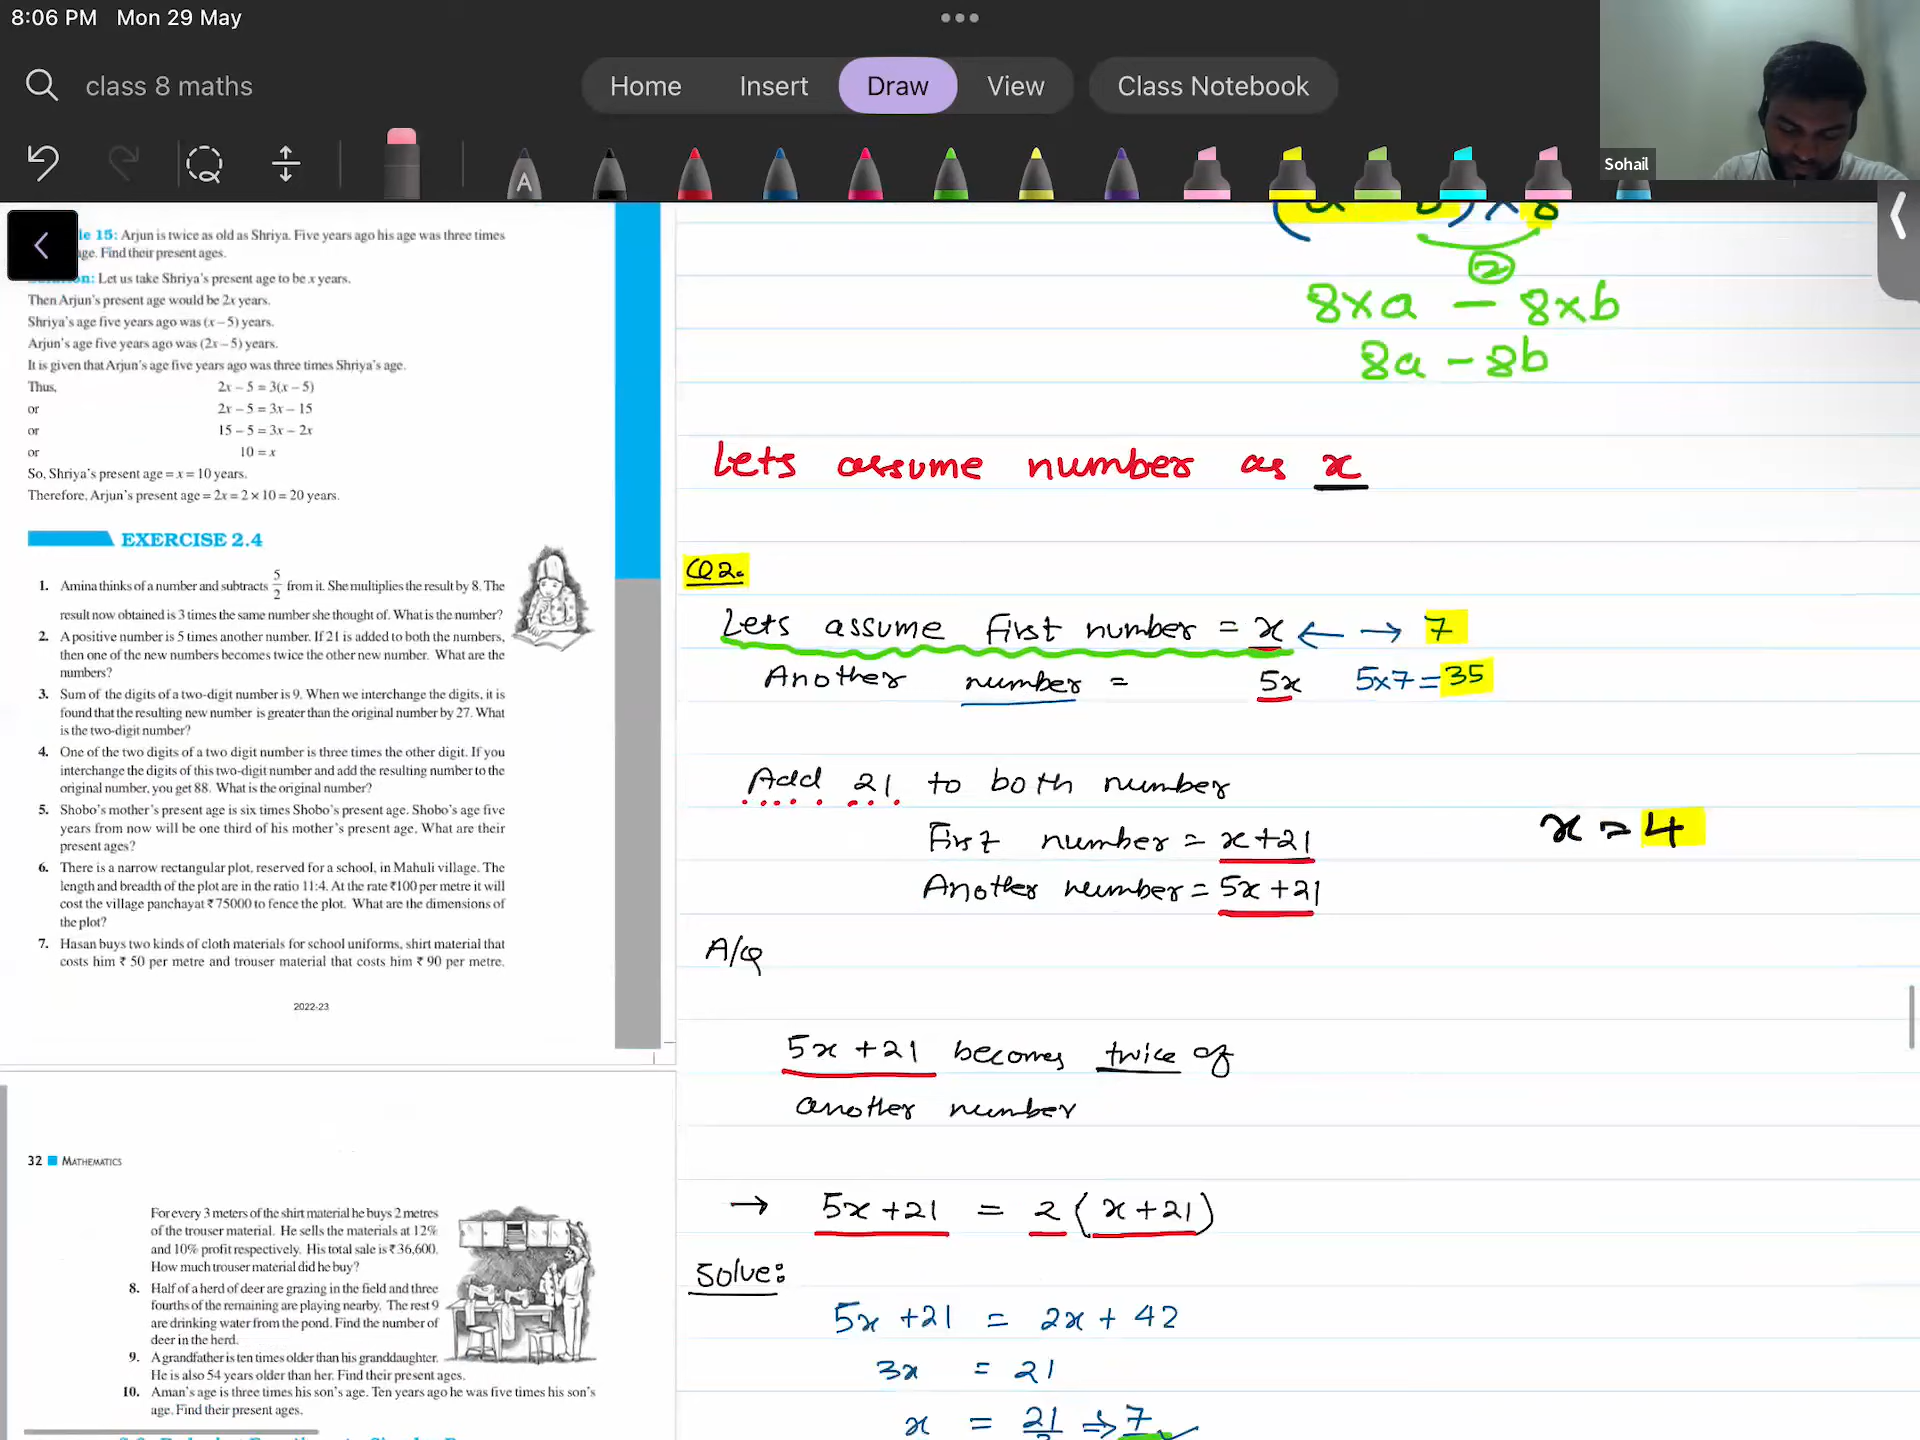 8:06 PM Mon 29 May
class 8 maths
Home Insert Draw View Class Notebook
A
Sohail
le 15: Arjun is twice as old as Shriya. Five years ago his age was three times
ge. Find their present ages.
on: Let us take Shriya's present age to be x years.
Then Arjun's present age would be 2x years.
Shriya's age five years ago was (x – 5) years.
Arjun's age five years ago was (2x – 5) years.
It is given that Arjun's age five years ago was three times Shriya's age.
Thus, 2x – 5 = 3(x – 5)
or 2x – 5 = 3x – 15
or 15 – 5 = 3x – 2x
or 10 = x
So, Shriya's present age = x = 10 years.
Therefore, Arjun's present age = 2x = 2 × 10 = 20 years.
EXERCISE 2.4
1. Amina thinks of a number and subtracts 5/2 from it. She multiplies the result by 8. The
result now obtained is 3 times the same number she thought of. What is the number?
2. A positive number is 5 times another number. If 21 is added to both the numbers,
then one of the new numbers becomes twice the other new number. What are the
numbers?
3. Sum of the digits of a two-digit number is 9. When we interchange the digits, it is
found that the resulting new number is greater than the original number by 27. What
is the two-digit number?
4. One of the two digits of a two digit number is three times the other digit. If you
interchange the digits of this two-digit number and add the resulting number to the
original number, you get 88. What is the original number?
5. Shobo's mother's present age is six times Shobo's present age. Shobo's age five
years from now will be one third of his mother's present age. What are their
present ages?
6. There is a narrow rectangular plot, reserved for a school, in Mahuli village. The
length and breadth of the plot are in the ratio 11:4. At the rate ₹100 per metre it will
cost the village panchayat ₹75000 to fence the plot. What are the dimensions of
the plot?
7. Hasan buys two kinds of cloth materials for school uniforms, shirt material that
costs him ₹ 50 per metre and trouser material that costs him ₹ 90 per metre.
2022-23
32 MATHEMATICS
For every 3 meters of the shirt material he buys 2 metres
of the trouser material. He sells the materials at 12%
and 10% profit respectively. His total sale is ₹ 36,600.
How much trouser material did he buy?
8. Half of a herd of deer are grazing in the field and three
fourths of the remaining are playing nearby. The rest 9
are drinking water from the pond. Find the number of
deer in the herd.
9. A grandfather is ten times older than his granddaughter.
He is also 54 years older than her. Find their present ages.
10. Aman's age is three times his son's age. Ten years ago he was five times his son's
age. Find their present ages.
2
8xa – 8xb
8a – 8b
Lets assume number as x
Q2.
Lets assume first number = x ← → 7
Another number = 5x 5x7 = 35
Add 21 to both number
First number = x+21
x = 4
Another number = 5x+21
A/Q
5x +21 becomes twice of
another number
→ 5x+21 = 2 (x+21)
Solve:
5x +21 = 2x + 42
3x = 21
x = 21/3 ⇒ 7